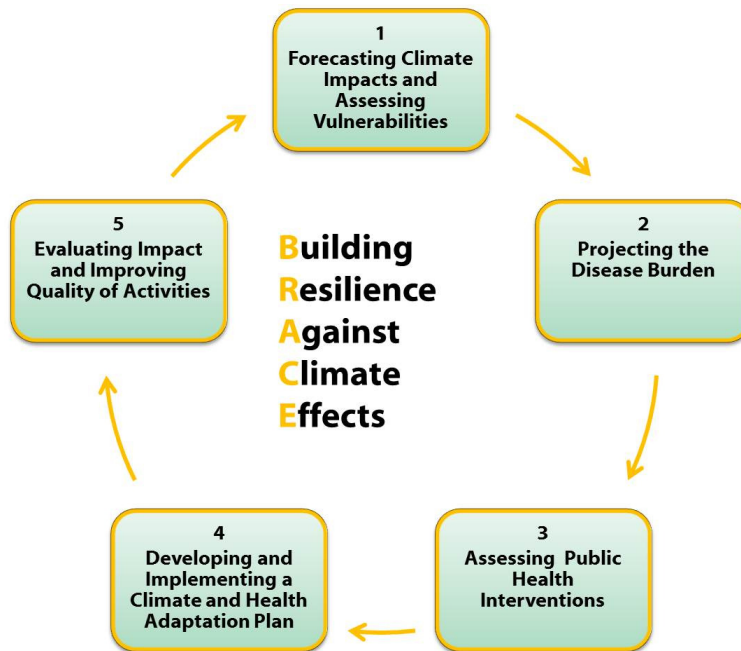 1
Forecasting Climate
Impacts and
Assessing
Vulnerabilities
2
Projecting the
Disease Burden
3
Assessing Public
Health
Interventions
4
Developing and
Implementing a
Climate and Health
Adaptation Plan
5
Evaluating Impact
and Improving
Quality of Activities
Building
Resilience
Against
Climate
Effects